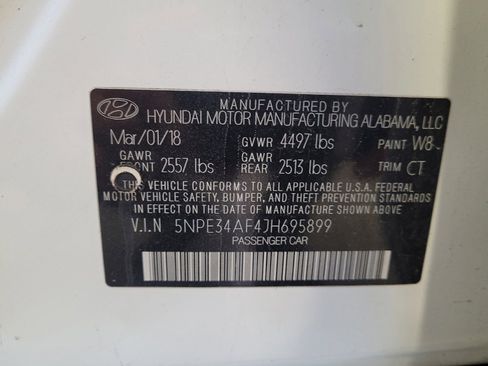 MANUFACTURED BY
HYUNDAI MOTOR MANUFACTURING ALABAMA, LLC
Mar/01/18 GVWR 4497 lbs PAINT W8
GAWR FRONT 2557 lbs GAWR REAR 2513 lbs TRIM CT
THIS VEHICLE CONFORMS TO ALL APPLICABLE U.S.A. FEDERAL
MOTOR VEHICLE SAFETY, BUMPER, AND THEFT PREVENTION STANDARDS
IN EFFECT ON THE DATE OF MANUFACTURE SHOWN ABOVE.
V.I.N 5NPE34AF4JH695899
PASSENGER CAR